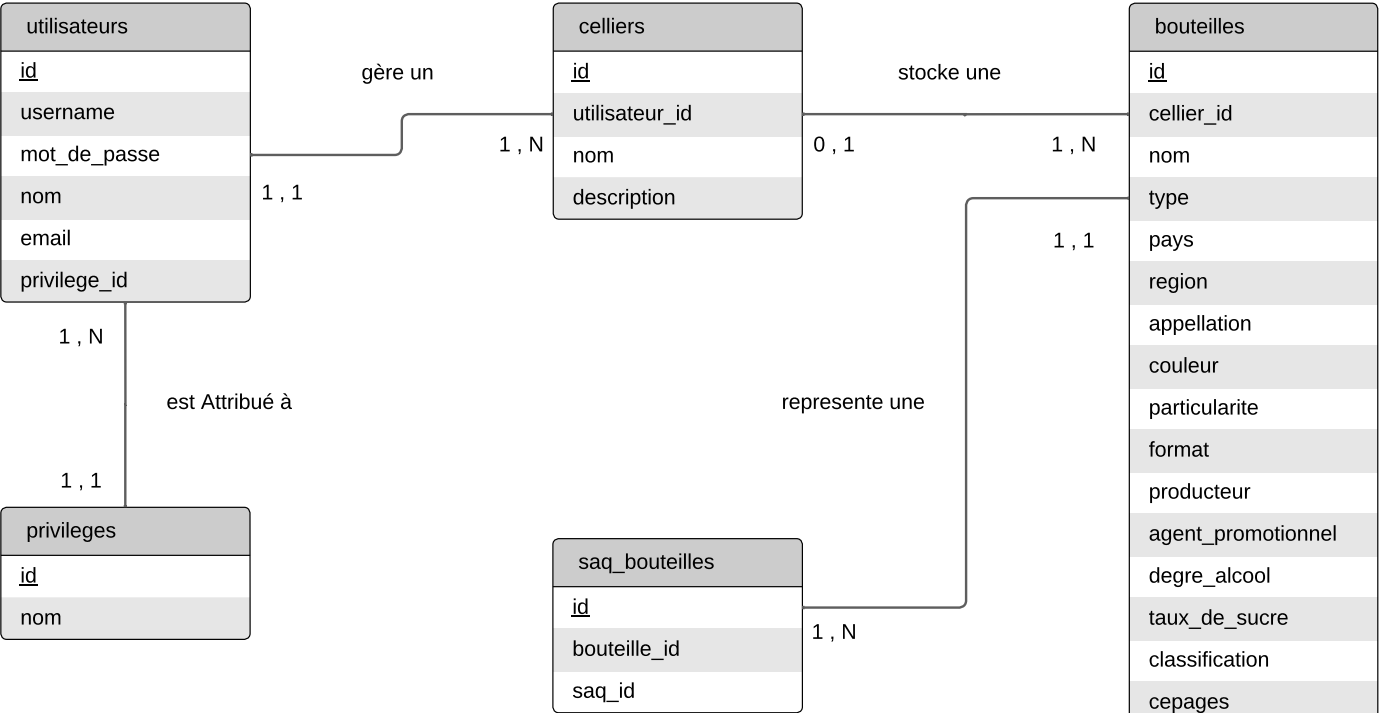 utilisateurs
id
username
mot_de_passe
nom
email
privilege_id
gère un
1 , 1
1 , N
celliers
id
utilisateur_id
nom
description
stocke une
0 , 1
1 , N
bouteilles
id
cellier_id
nom
type
pays
region
appellation
couleur
particularite
format
producteur
agent_promotionnel
degre_alcool
taux_de_sucre
classification
cepages
1 , 1
represente une
1 , N
saq_bouteilles
id
bouteille_id
saq_id
1 , N
est Attribué à
1 , 1
privileges
id
nom